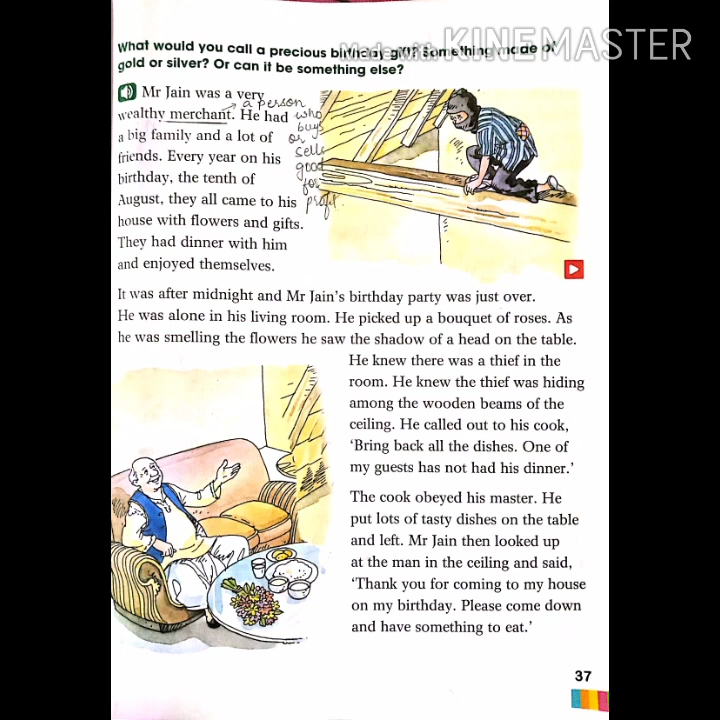 What would you call a precious birthday gift? Something made of
gold or silver? Or can it be something else?
Made with KINEMASTER
Mr Jain was a very
wealthy merchant. He had
a big family and a lot of
friends. Every year on his
birthday, the tenth of
August, they all came to his
house with flowers and gifts.
They had dinner with him
and enjoyed themselves.
a person
who
buys
or
sells
good
for
profit.
It was after midnight and Mr Jain's birthday party was just over.
He was alone in his living room. He picked up a bouquet of roses. As
he was smelling the flowers he saw the shadow of a head on the table.
He knew there was a thief in the
room. He knew the thief was hiding
among the wooden beams of the
ceiling. He called out to his cook,
'Bring back all the dishes. One of
my guests has not had his dinner.'
The cook obeyed his master. He
put lots of tasty dishes on the table
and left. Mr Jain then looked up
at the man in the ceiling and said,
'Thank you for coming to my house
on my birthday. Please come down
and have something to eat.'
37